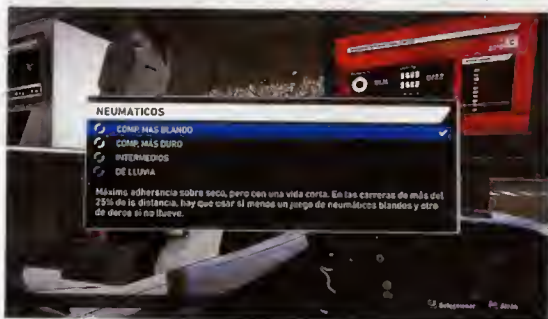 NEUMÁTICOS
COMP. MÁS BLANDO
COMP. MÁS DURO
INTERMEDIOS
DE LLUVIA
Máxima adherencia sobre seco, pero con una vida corta. En las carreras de más del
25% de la distancia, hay que usar al menos un juego de neumáticos blandos y otro
de duros si no llueve.
Seleccionar Atrás